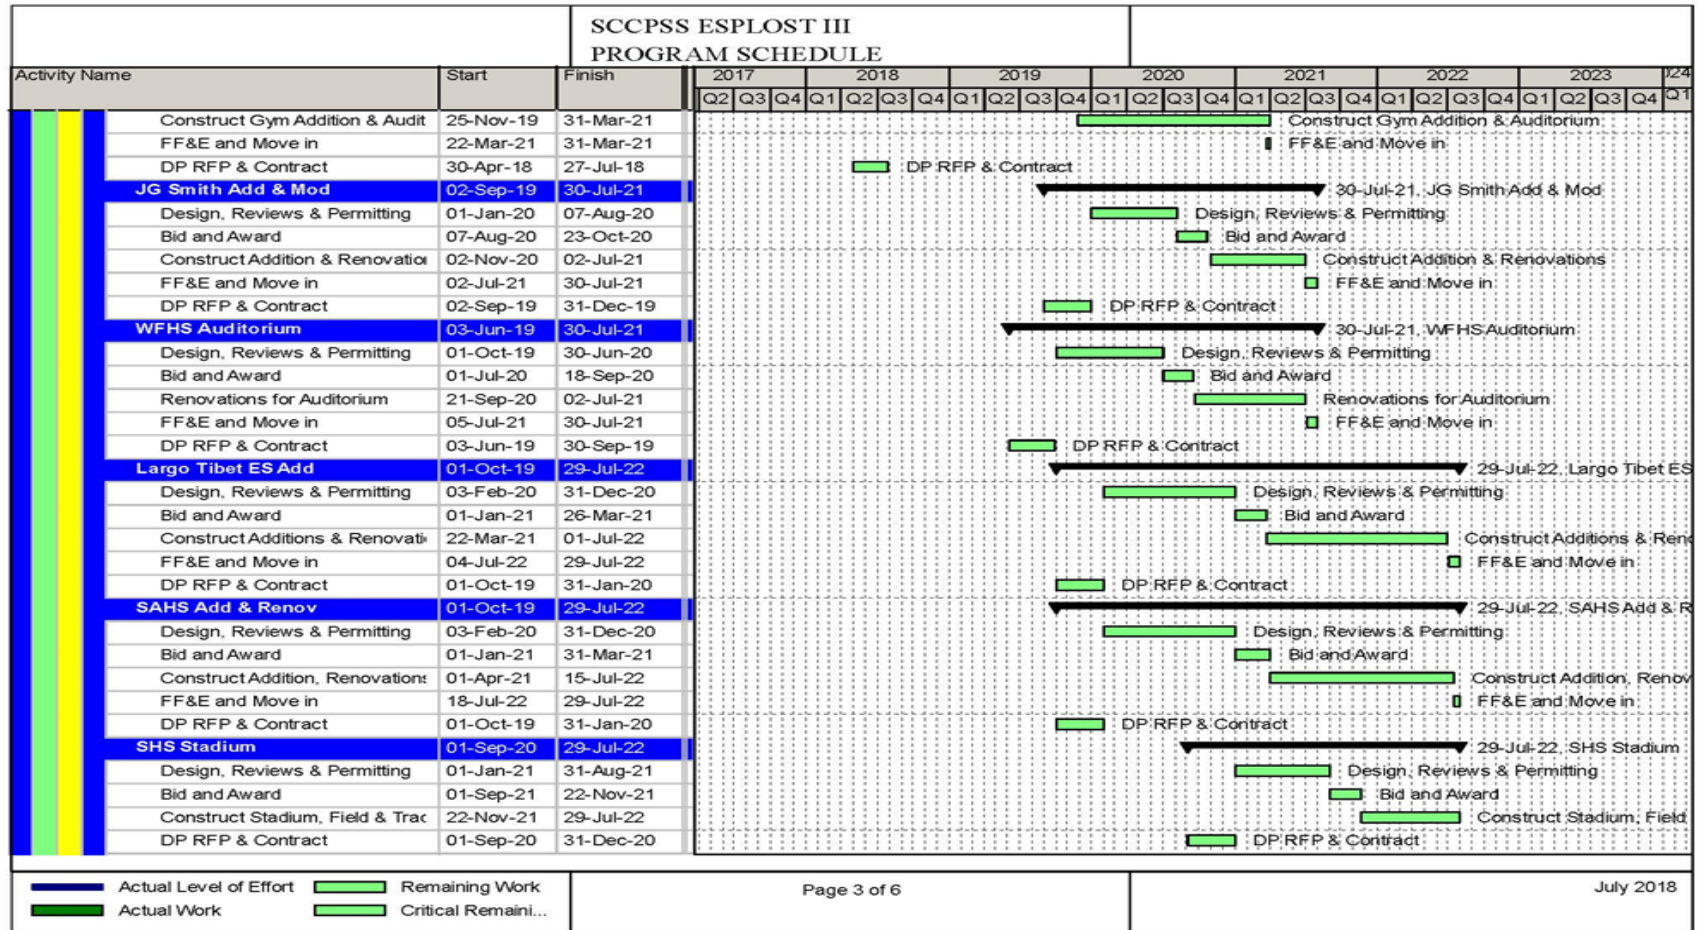 SCCPSS ESPLOST III
PROGRAM SCHEDULE
Activity Name Start Finish 2017 2018 2019 2020 2021 2022 2023 )24
Q2 Q3 Q4 Q1 Q2 Q3 Q4 Q1 Q2 Q3 Q4 Q1 Q2 Q3 Q4 Q1 Q2 Q3 Q4 Q1 Q2 Q3 Q4 Q1 Q2 Q3 Q4 Q1
Construct Gym Addition & Audit 25-Nov-19 31-Mar-21 Construct Gym Addition & Auditorium
FF&E and Move in 22-Mar-21 31-Mar-21 FF&E and Move in
DP RFP & Contract 30-Apr-18 27-Jul-18 DP RFP & Contract
JG Smith Add & Mod 02-Sep-19 30-Jul-21 30-Jul-21, JG Smith Add & Mod
Design, Reviews & Permitting 01-Jan-20 07-Aug-20 Design, Reviews & Permitting
Bid and Award 07-Aug-20 23-Oct-20 Bid and Award
Construct Addition & Renovatio 02-Nov-20 02-Jul-21 Construct Addition & Renovations
FF&E and Move in 02-Jul-21 30-Jul-21 FF&E and Move in
DP RFP & Contract 02-Sep-19 31-Dec-19 DP RFP & Contract
WFHS Auditorium 03-Jun-19 30-Jul-21 30-Jul-21, WFHS Auditorium
Design, Reviews & Permitting 01-Oct-19 30-Jun-20 Design, Reviews & Permitting
Bid and Award 01-Jul-20 18-Sep-20 Bid and Award
Renovations for Auditorium 21-Sep-20 02-Jul-21 Renovations for Auditorium
FF&E and Move in 05-Jul-21 30-Jul-21 FF&E and Move in
DP RFP & Contract 03-Jun-19 30-Sep-19 DP RFP & Contract
Largo Tibet ES Add 01-Oct-19 29-Jul-22 29-Jul-22, Largo Tibet ES
Design, Reviews & Permitting 03-Feb-20 31-Dec-20 Design, Reviews & Permitting
Bid and Award 01-Jan-21 26-Mar-21 Bid and Award
Construct Additions & Renovati 22-Mar-21 01-Jul-22 Construct Additions & Reno
FF&E and Move in 04-Jul-22 29-Jul-22 FF&E and Move in
DP RFP & Contract 01-Oct-19 31-Jan-20 DP RFP & Contract
SAHS Add & Renov 01-Oct-19 29-Jul-22 29-Jul-22, SAHS Add & R
Design, Reviews & Permitting 03-Feb-20 31-Dec-20 Design, Reviews & Permitting
Bid and Award 01-Jan-21 31-Mar-21 Bid and Award
Construct Addition, Renovations 01-Apr-21 15-Jul-22 Construct Addition, Renov
FF&E and Move in 18-Jul-22 29-Jul-22 FF&E and Move in
DP RFP & Contract 01-Oct-19 31-Jan-20 DP RFP & Contract
SHS Stadium 01-Sep-20 29-Jul-22 29-Jul-22, SHS Stadium
Design, Reviews & Permitting 01-Jan-21 31-Aug-21 Design, Reviews & Permitting
Bid and Award 01-Sep-21 22-Nov-21 Bid and Award
Construct Stadium, Field & Trac 22-Nov-21 29-Jul-22 Construct Stadium, Field
DP RFP & Contract 01-Sep-20 31-Dec-20 DP RFP & Contract
Actual Level of Effort Remaining Work Page 3 of 6 July 2018
Actual Work Critical Remaini...